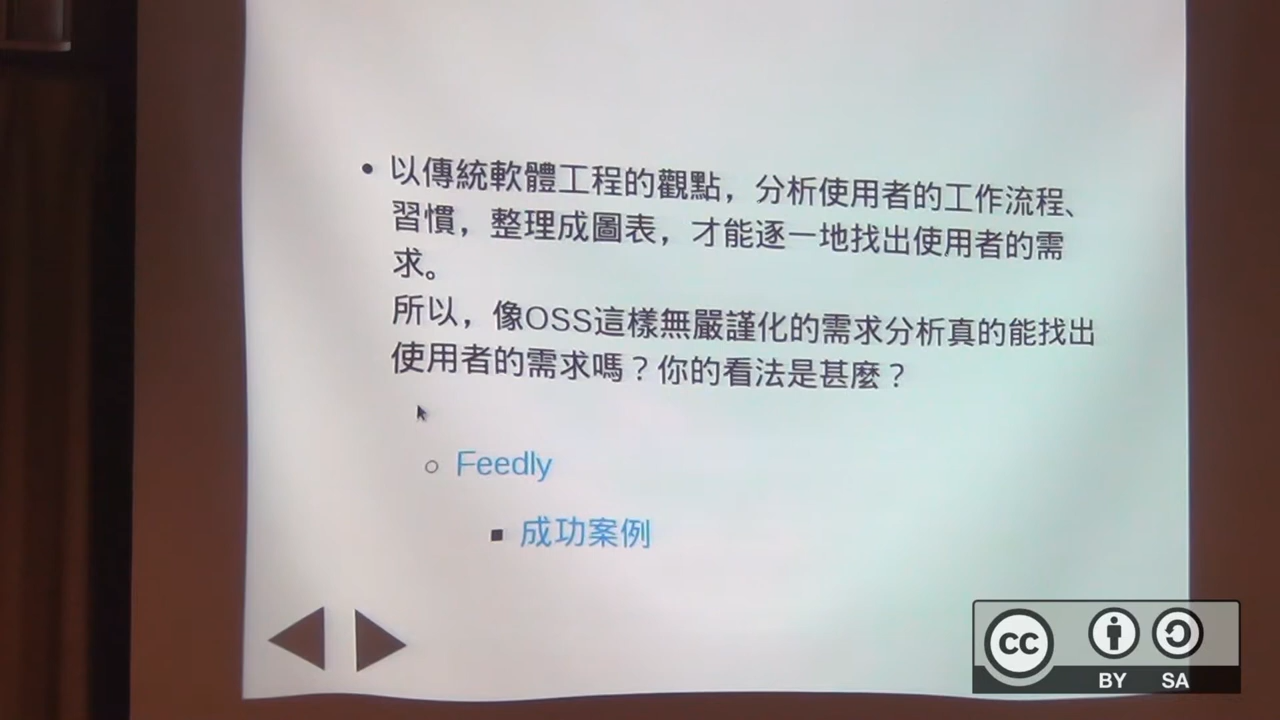 以傳統軟體工程的觀點，分析使用者的工作流程、
習慣，整理成圖表，才能逐一地找出使用者的需
求。
所以，像OSS這樣無嚴謹化的需求分析真的能找出
使用者的需求嗎？你的看法是甚麼？
Feedly
成功案例
cc
BY SA